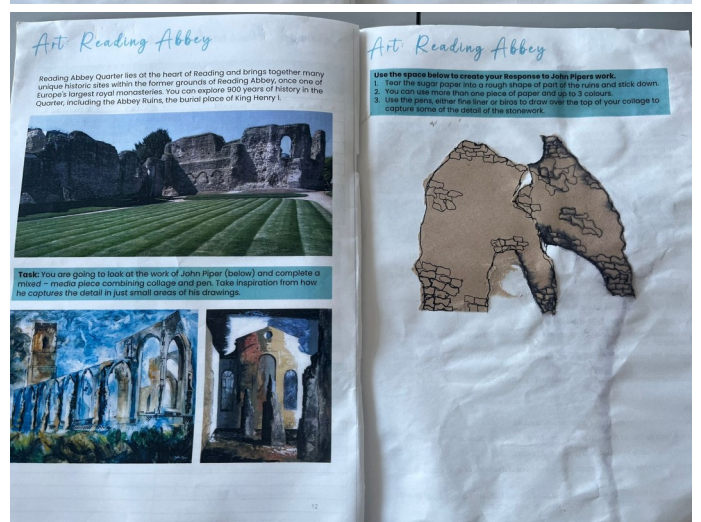 Art Reading Abbey
Reading Abbey Quarter lies at the heart of Reading and brings together many
unique historic sites within the former grounds of Reading Abbey, once one of
Europe's largest royal monasteries. You can explore 900 years of history in the
Quarter, including the Abbey Ruins, the burial place of King Henry I.
Task: You are going to look at the work of John Piper (below) and complete a
mixed – media piece combining collage and pen. Take inspiration from how
he captures the detail in just small areas of his drawings.
12
Art Reading Abbey
Use the space below to create your Response to John Pipers work.
1. Tear the sugar paper into a rough shape of part of the ruins and stick down.
2. You can use more than one piece of paper and up to 3 colours.
3. Use the pens, either fine liner or biros to draw over the top of your collage to
capture some of the detail of the stonework.